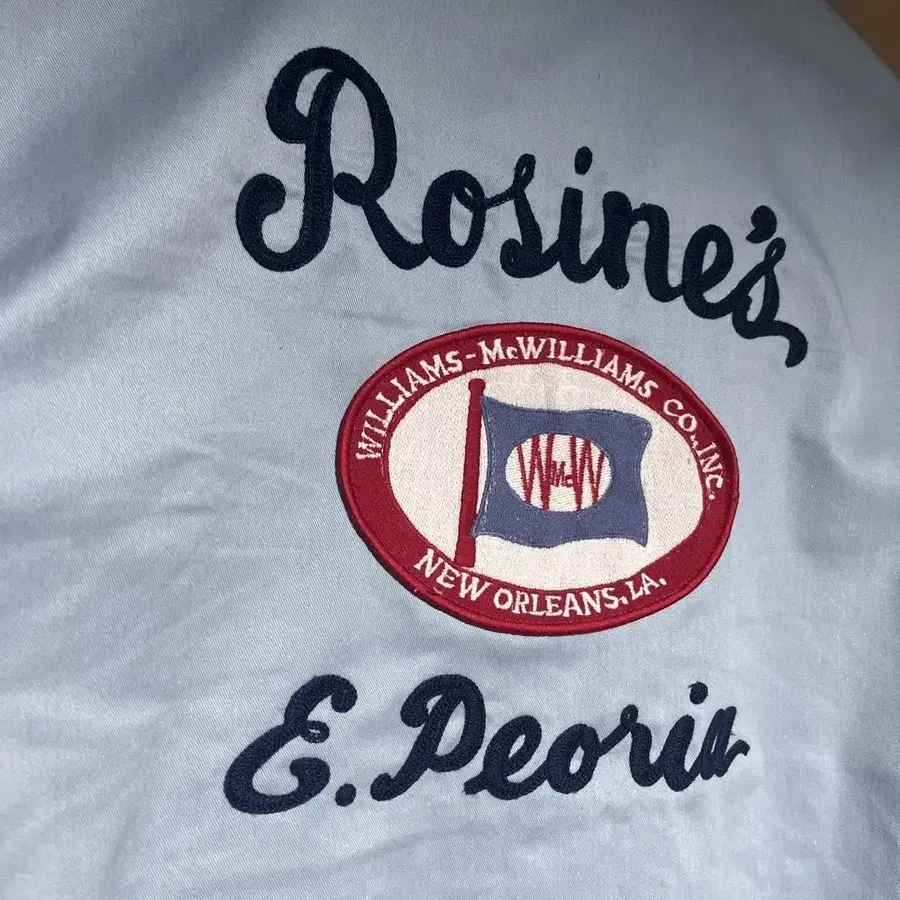 Rosine's
WILLIAMS-McWILLIAMS CO., INC.
WMcW
NEW ORLEANS, LA.
E. Peoria